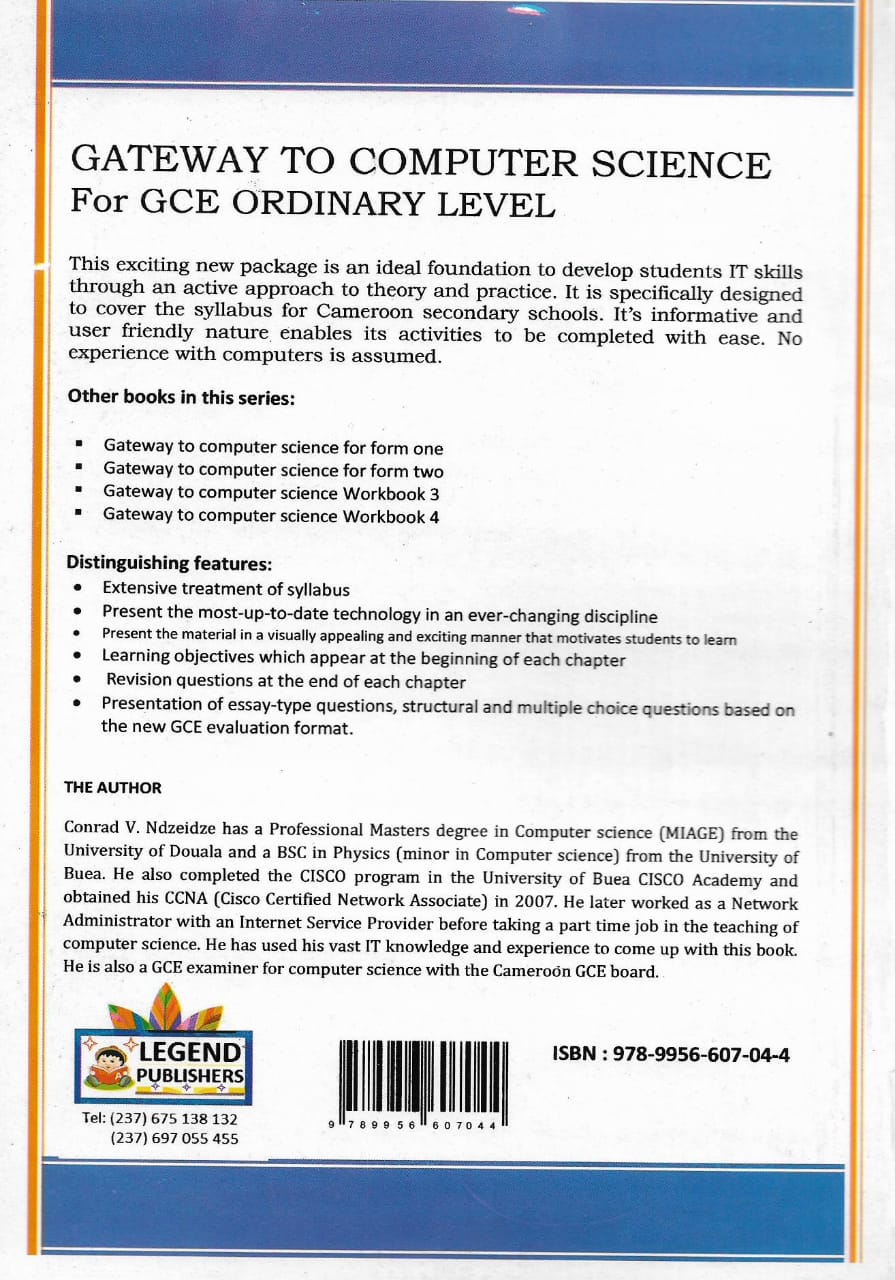 GATEWAY TO COMPUTER SCIENCE
For GCE ORDINARY LEVEL
This exciting new package is an ideal foundation to develop students IT skills
through an active approach to theory and practice. It is specifically designed
to cover the syllabus for Cameroon secondary schools. It's informative and
user friendly nature enables its activities to be completed with ease. No
experience with computers is assumed.
Other books in this series:
▪ Gateway to computer science for form one
▪ Gateway to computer science for form two
▪ Gateway to computer science Workbook 3
▪ Gateway to computer science Workbook 4
Distinguishing features:
• Extensive treatment of syllabus
• Present the most-up-to-date technology in an ever-changing discipline
• Present the material in a visually appealing and exciting manner that motivates students to learn
• Learning objectives which appear at the beginning of each chapter
• Revision questions at the end of each chapter
• Presentation of essay-type questions, structural and multiple choice questions based on
the new GCE evaluation format.
THE AUTHOR
Conrad V. Ndzeidze has a Professional Masters degree in Computer science (MIAGE) from the
University of Douala and a BSC in Physics (minor in Computer science) from the University of
Buea. He also completed the CISCO program in the University of Buea CISCO Academy and
obtained his CCNA (Cisco Certified Network Associate) in 2007. He later worked as a Network
Administrator with an Internet Service Provider before taking a part time job in the teaching of
computer science. He has used his vast IT knowledge and experience to come up with this book.
He is also a GCE examiner for computer science with the Cameroon GCE board.
LEGEND
PUBLISHERS
Tel: (237) 675 138 132
(237) 697 055 455
9 789956 607044
ISBN : 978-9956-607-04-4